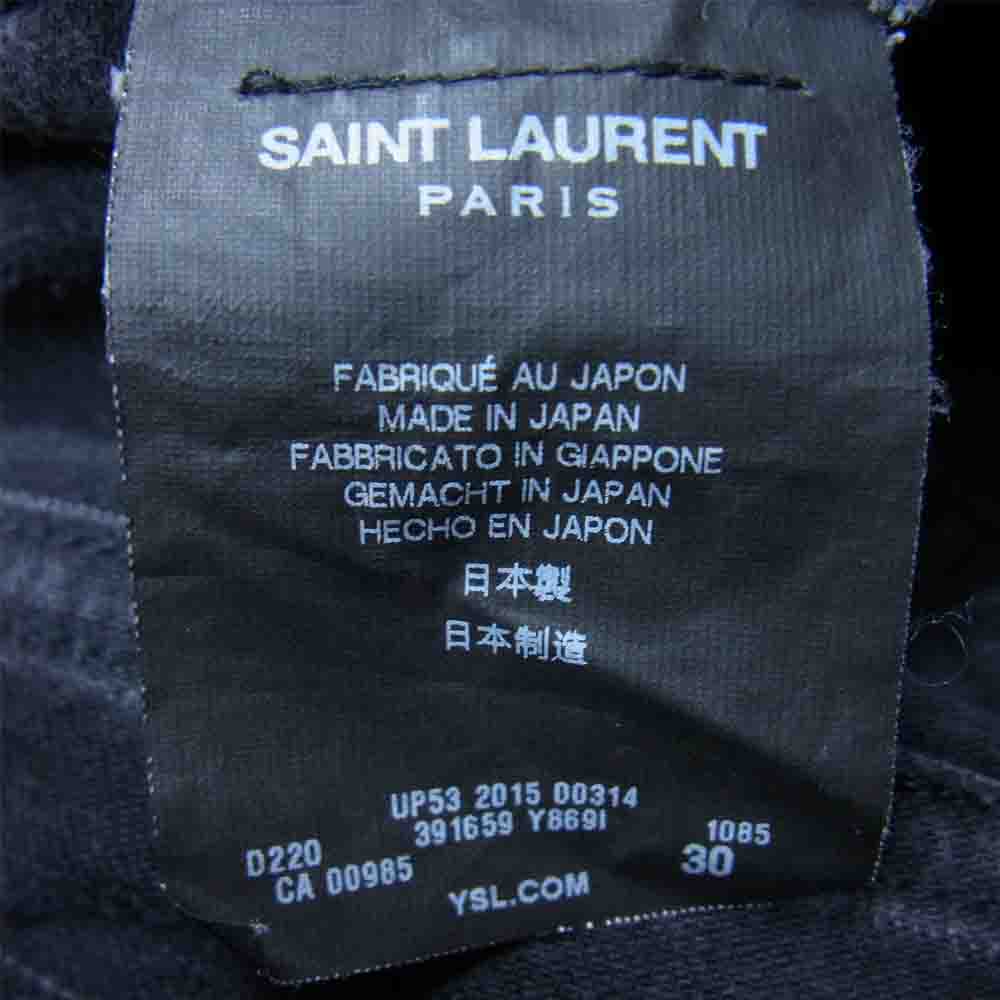 SAINT LAURENT
PARIS
FABRIQUÉ AU JAPON
MADE IN JAPAN
FABBRICATO IN GIAPPONE
GEMACHT IN JAPAN
HECHO EN JAPON
日本製
日本制造
UP53 2015 00314
391659 Y869I
D220
1085
CA 00985
30
YSL.COM